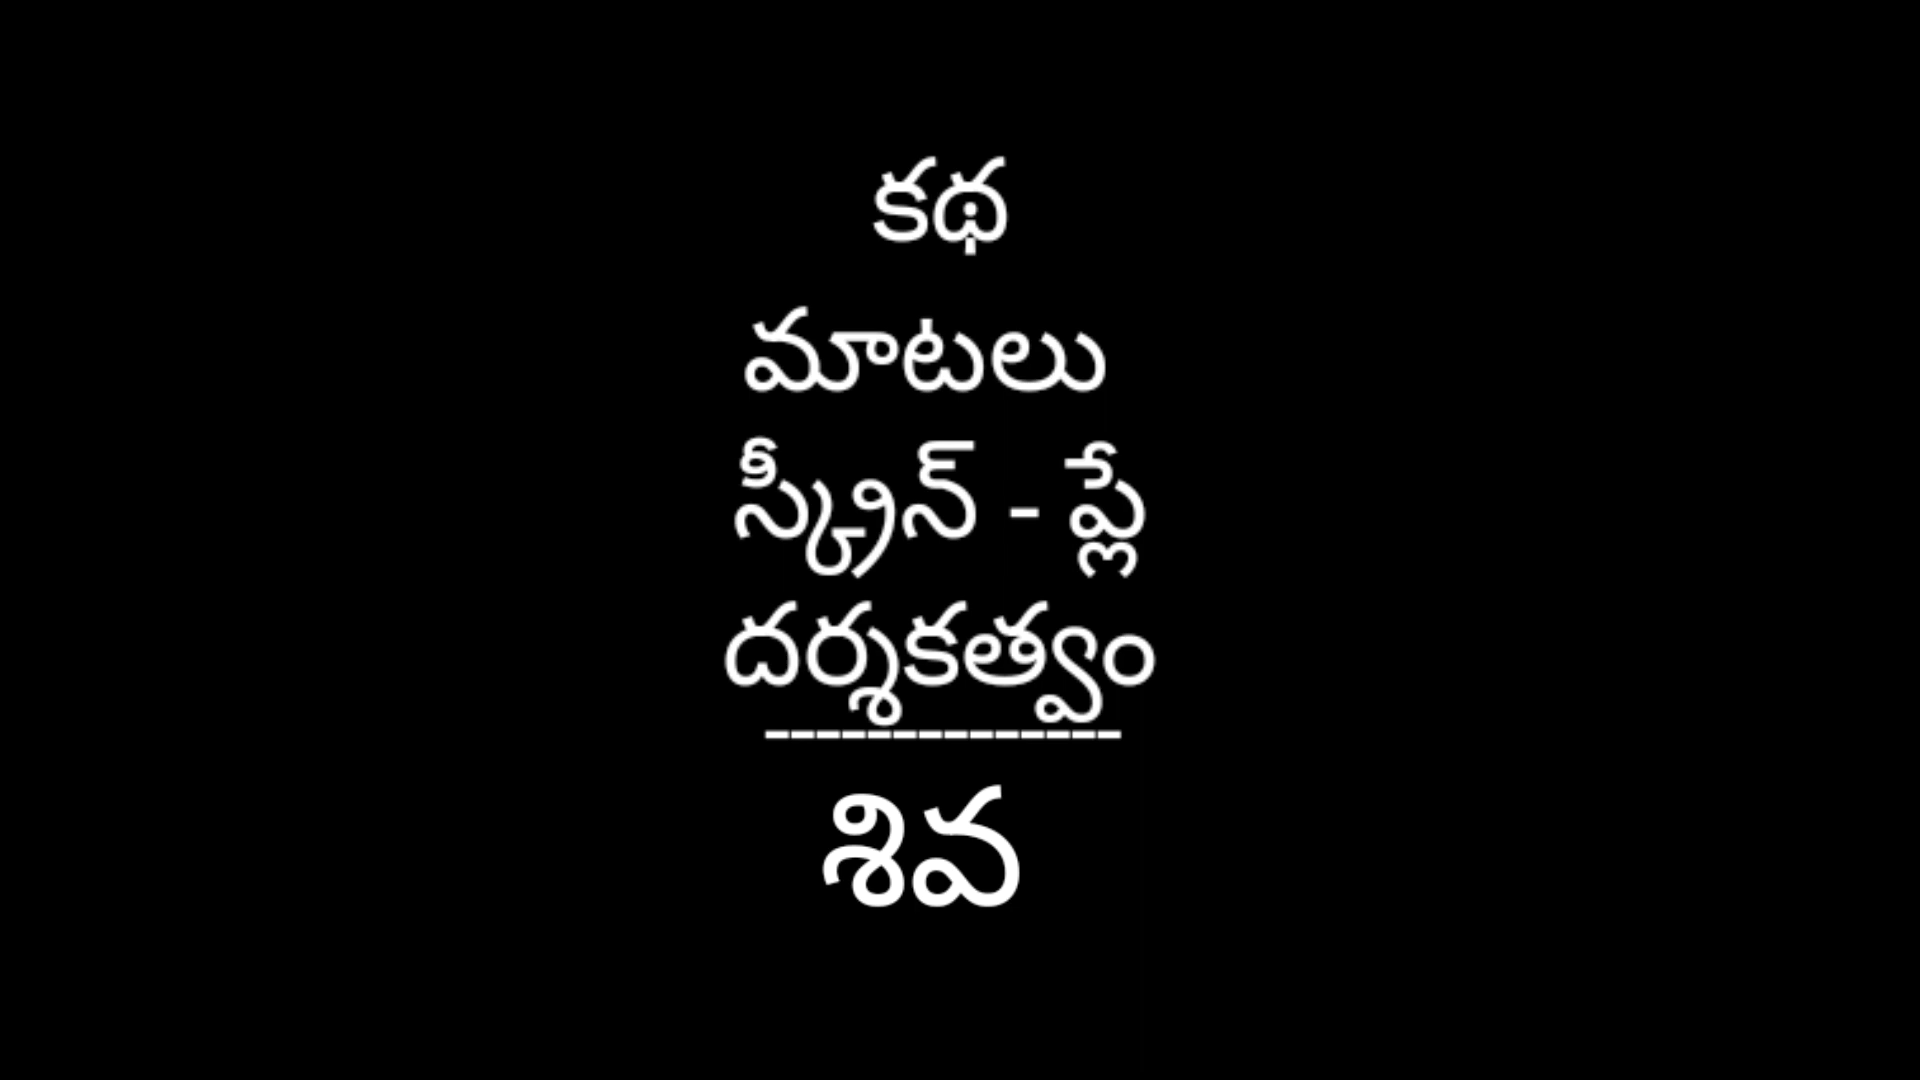 కథ
మాటలు
స్క్రీన్ - ప్లే
దర్శకత్వం
--------------
శివ